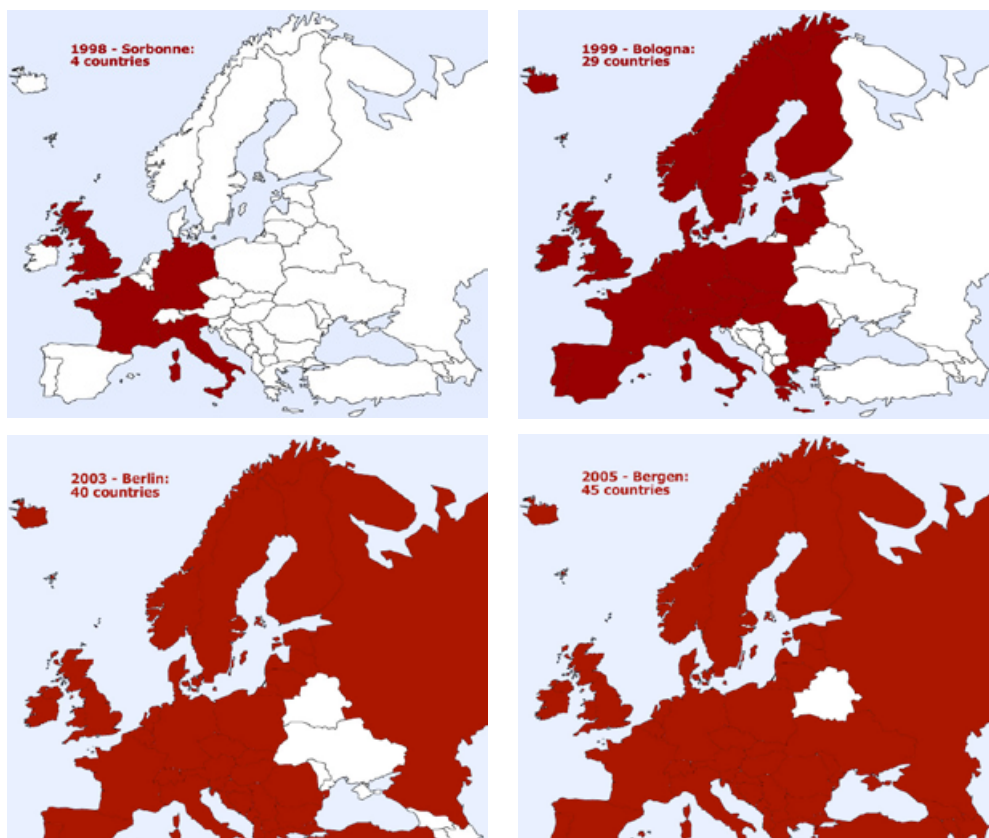 1998 - Sorbonne:
4 countries
1999 - Bologna:
29 countries
2003 - Berlin:
40 countries
2005 - Bergen:
45 countries